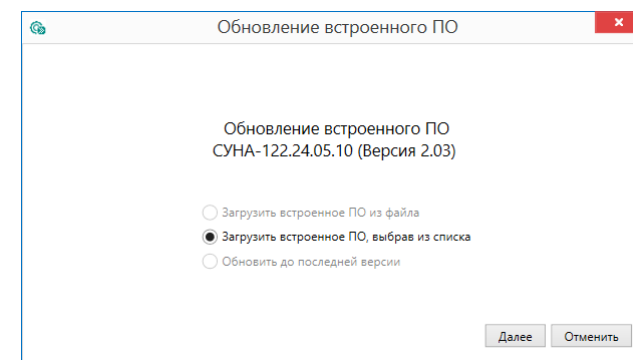 Обновление встроенного ПО
Обновление встроенного ПО
СУНА-122.24.05.10 (Версия 2.03)
Загрузить встроенное ПО из файла
Загрузить встроенное ПО, выбрав из списка
Обновить до последней версии
Далее Отменить